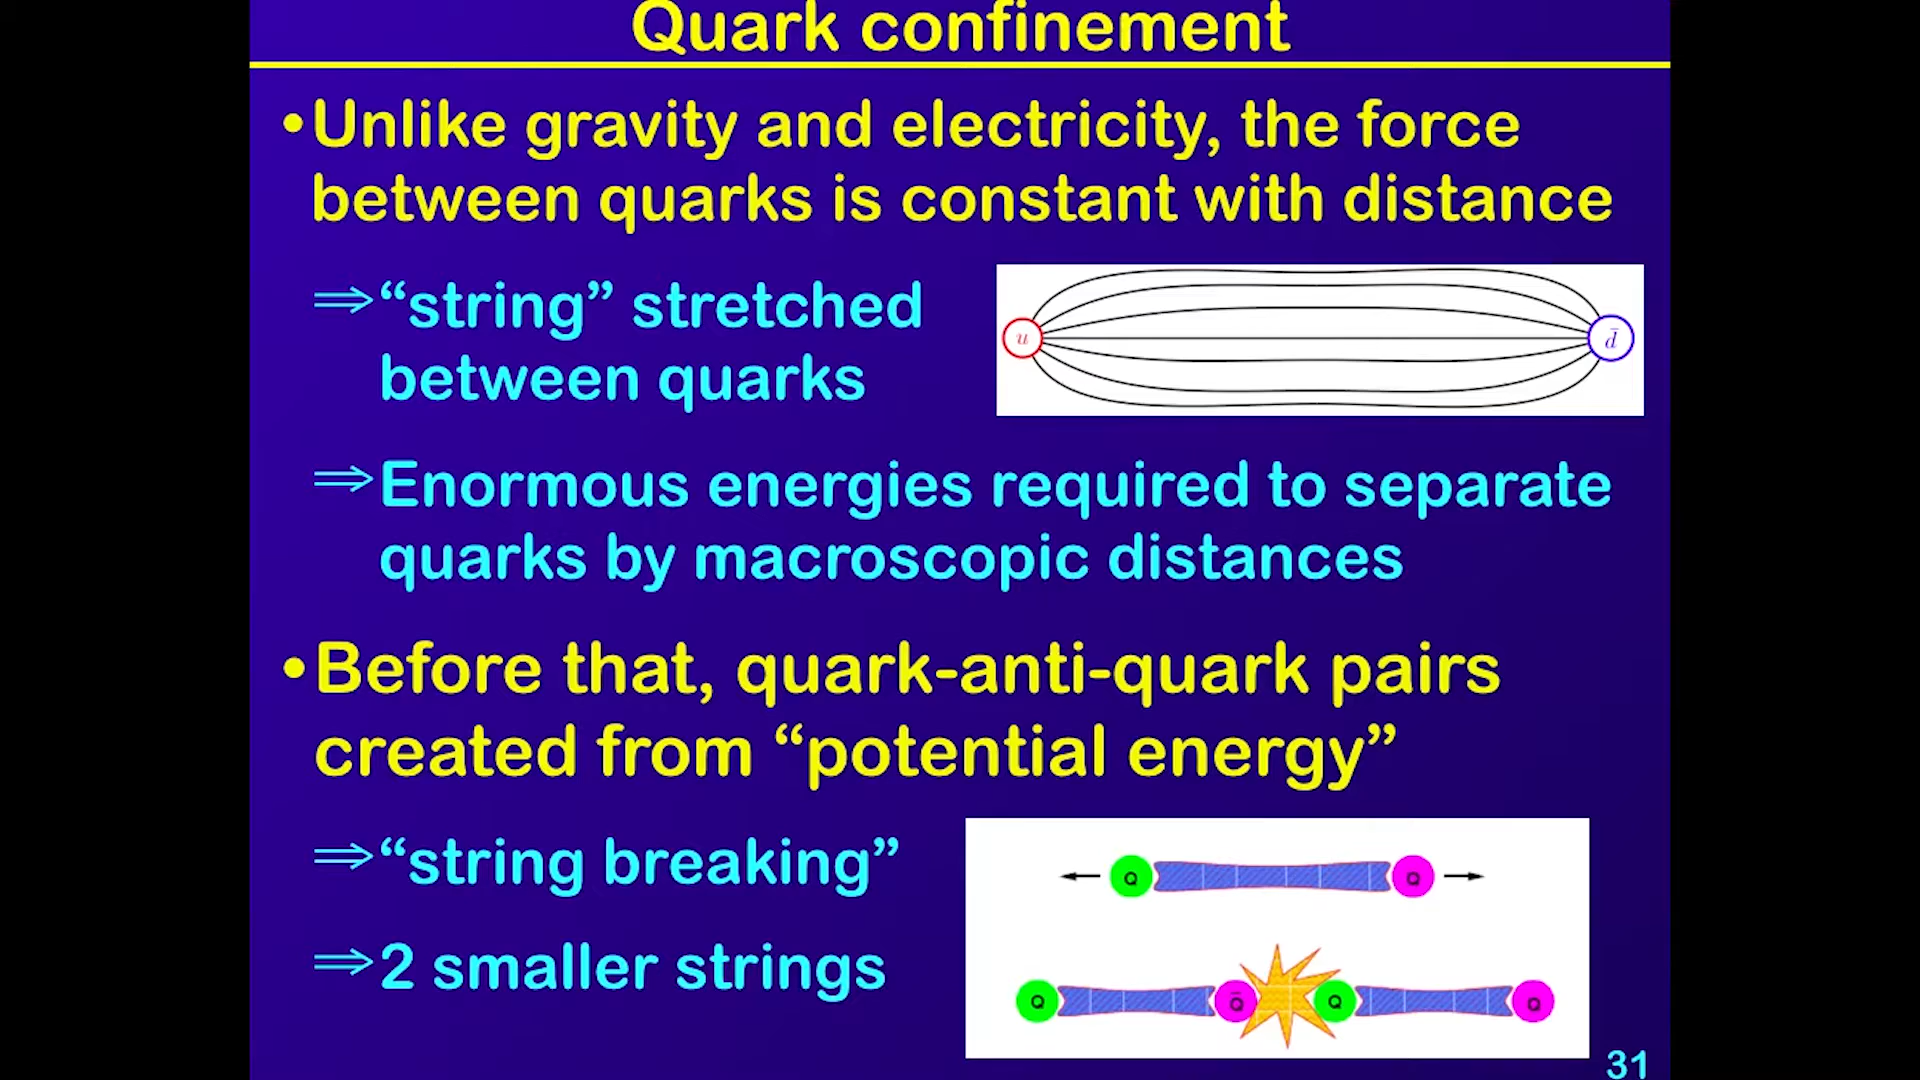 Quark confinement
•Unlike gravity and electricity, the force
between quarks is constant with distance
⇒“string” stretched
between quarks
u d̄
⇒Enormous energies required to separate
quarks by macroscopic distances
•Before that, quark-anti-quark pairs
created from “potential energy”
⇒“string breaking”
Q Q
⇒2 smaller strings
Q Q̄ Q Q
31